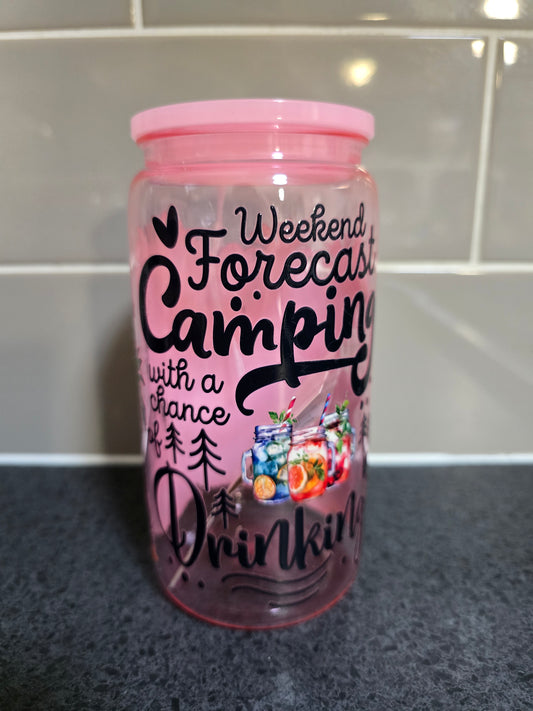 Weekend
Forecast
Camping
with a
chance
of
Drinking